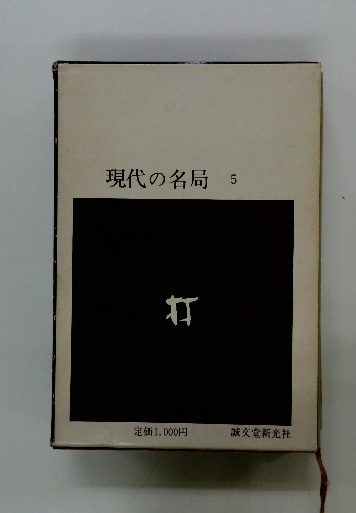 現代の名局 5
打
定価1,000円 誠文堂新光社